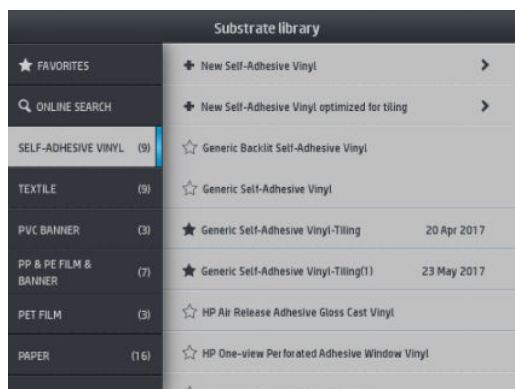 Substrate library
FAVORITES
ONLINE SEARCH
SELF-ADHESIVE VINYL (9)
TEXTILE (9)
PVC BANNER (3)
PP & PE FILM &
BANNER (7)
PET FILM (3)
PAPER (16)
New Self-Adhesive Vinyl
New Self-Adhesive Vinyl optimized for tiling
Generic Backlit Self-Adhesive Vinyl
Generic Self-Adhesive Vinyl
Generic Self-Adhesive Vinyl-Tiling 20 Apr 2017
Generic Self-Adhesive Vinyl-Tiling(1) 23 May 2017
HP Air Release Adhesive Gloss Cast Vinyl
HP One-view Perforated Adhesive Window Vinyl